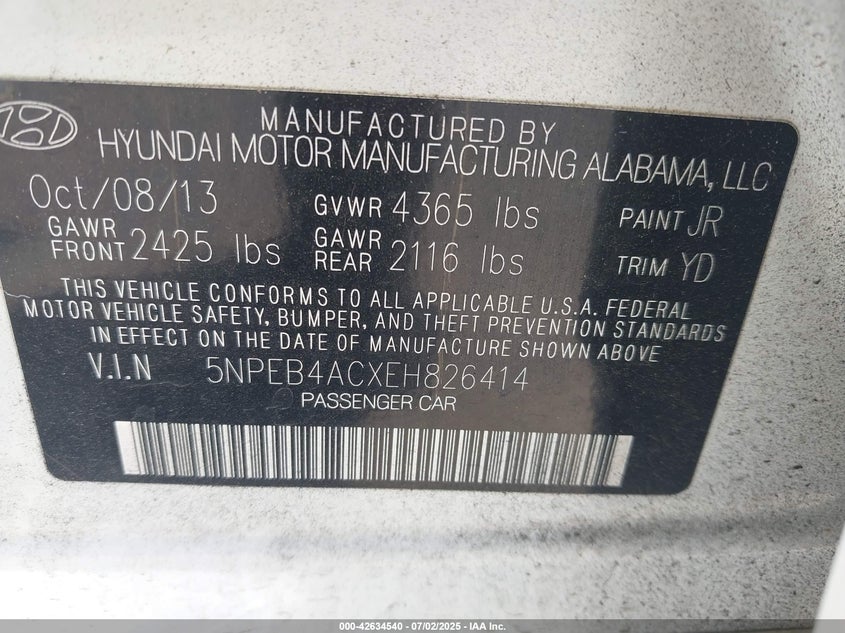 MANUFACTURED BY
HYUNDAI MOTOR MANUFACTURING ALABAMA, LLC
Oct/08/13 GVWR 4365 lbs PAINT JR
GAWR FRONT 2425 lbs GAWR REAR 2116 lbs TRIM YD
THIS VEHICLE CONFORMS TO ALL APPLICABLE U.S.A. FEDERAL
MOTOR VEHICLE SAFETY, BUMPER, AND THEFT PREVENTION STANDARDS
IN EFFECT ON THE DATE OF MANUFACTURE SHOWN ABOVE.
V.I.N 5NPEB4ACXEH826414
PASSENGER CAR
000-42634540 - 07/02/2025 - IAA Inc.